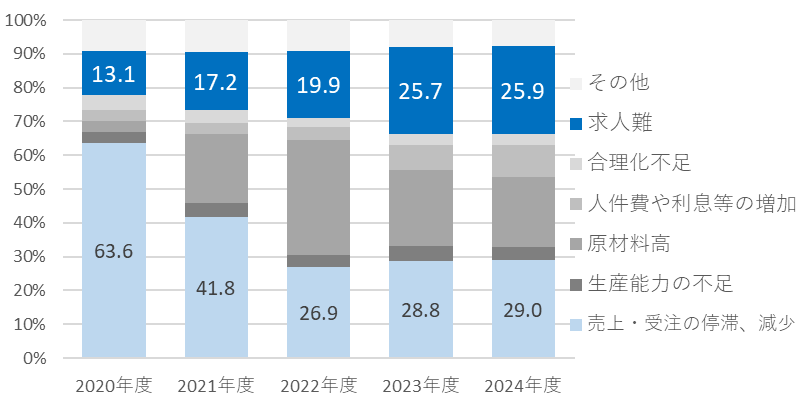 100%
90%
80%
70%
60%
50%
40%
30%
20%
10%
0%
13.1
17.2
19.9
25.7
25.9
63.6
41.8
26.9
28.8
29.0
2020年度
2021年度
2022年度
2023年度
2024年度
その他
求人難
合理化不足
人件費や利息等の増加
原材料高
生産能力の不足
売上・受注の停滞、減少